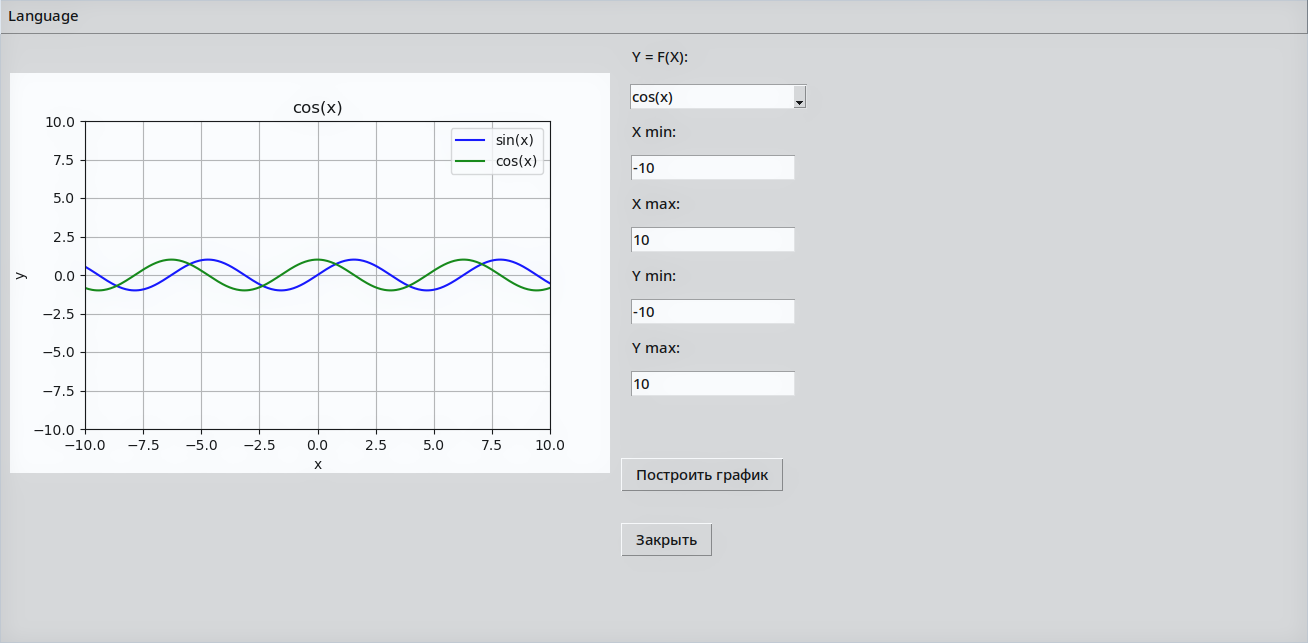 Language
cos(x)
sin(x)
cos(x)
10.0
7.5
5.0
2.5
0.0
−2.5
−5.0
−7.5
−10.0
y
−10.0 −7.5 −5.0 −2.5 0.0 2.5 5.0 7.5 10.0
x
Y = F(X):
cos(x)
X min:
-10
X max:
10
Y min:
-10
Y max:
10
Построить график
Закрыть